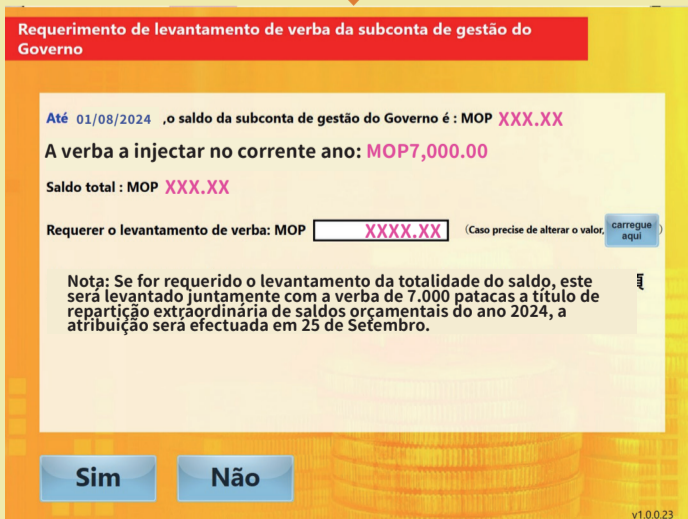 Requerimento de levantamento de verba da subconta de gestão do
Governo
Até 01/08/2024 ,o saldo da subconta de gestão do Governo é : MOP XXX.XX
A verba a injectar no corrente ano: MOP7,000.00
Saldo total : MOP XXX.XX
Requerer o levantamento de verba: MOP XXXX.XX (Caso precise de alterar o valor, carregue
aqui )
Nota: Se for requerido o levantamento da totalidade do saldo, este
será levantado juntamente com a verba de 7.000 patacas a título de
repartição extraordinária de saldos orçamentais do ano 2024, a
atribuição será efectuada em 25 de Setembro.
Sim Não
v1.0.0.23